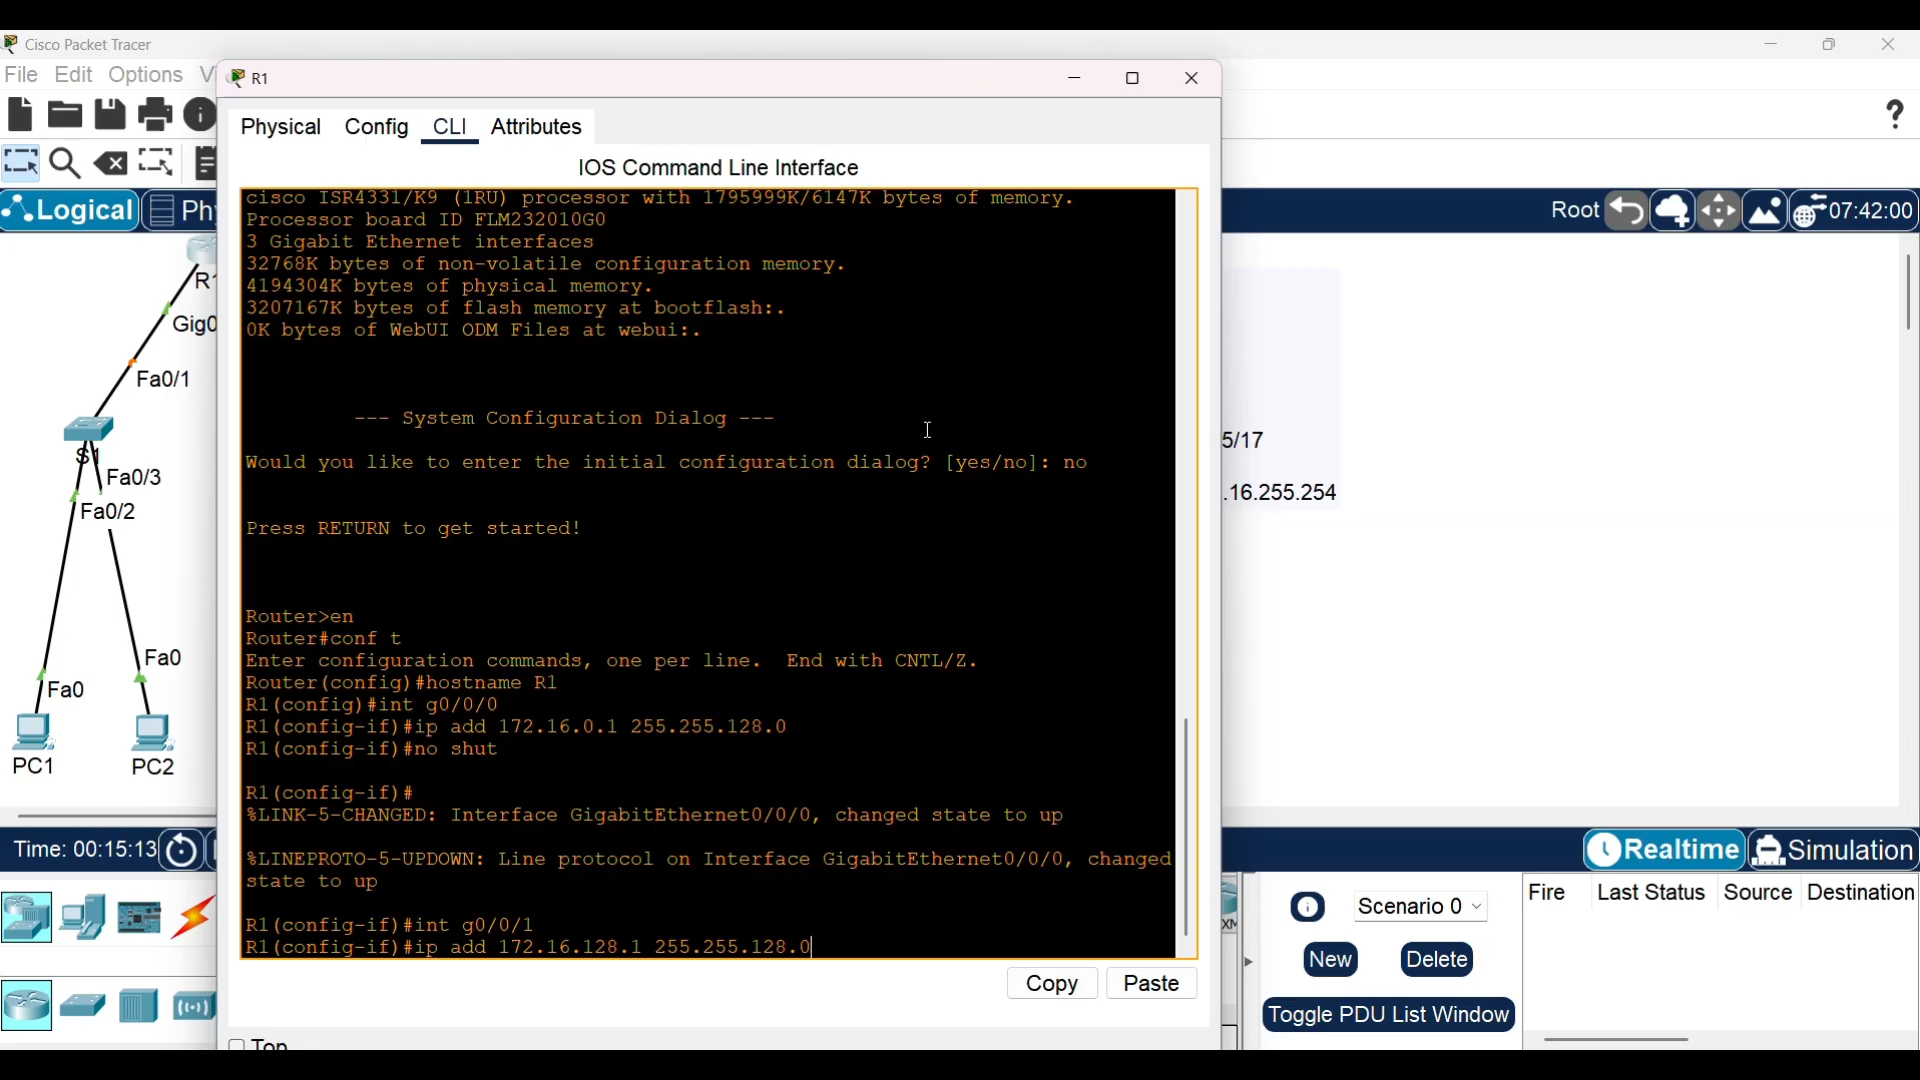 Cisco Packet Tracer
File Edit Options
R1
Physical Config CLI Attributes
IOS Command Line Interface
Logical
Root 07:42:00
cisco ISR4331/K9 (1RU) processor with 1795999K/6147K bytes of memory.
Processor board ID FLM232010G0
3 Gigabit Ethernet interfaces
32768K bytes of non-volatile configuration memory.
4194304K bytes of physical memory.
3207167K bytes of flash memory at bootflash:.
0K bytes of WebUI ODM Files at webui:.
--- System Configuration Dialog ---
Would you like to enter the initial configuration dialog? [yes/no]: no
Press RETURN to get started!
Router>en
Router#conf t
Enter configuration commands, one per line.  End with CNTL/Z.
Router(config)#hostname R1
R1(config)#int g0/0/0
R1(config-if)#ip add 172.16.0.1 255.255.128.0
R1(config-if)#no shut
R1(config-if)#
%LINK-5-CHANGED: Interface GigabitEthernet0/0/0, changed state to up
%LINEPROTO-5-UPDOWN: Line protocol on Interface GigabitEthernet0/0/0, changed
state to up
R1(config-if)#int g0/0/1
R1(config-if)#ip add 172.16.128.1 255.255.128.0
Copy Paste
Top
Fa0/1
S1
Fa0/3
Fa0/2
Fa0
Fa0
PC1 PC2
5/17
.16.255.254
Time: 00:15:13
Realtime Simulation
Scenario 0
New Delete
Toggle PDU List Window
Fire Last Status Source Destination